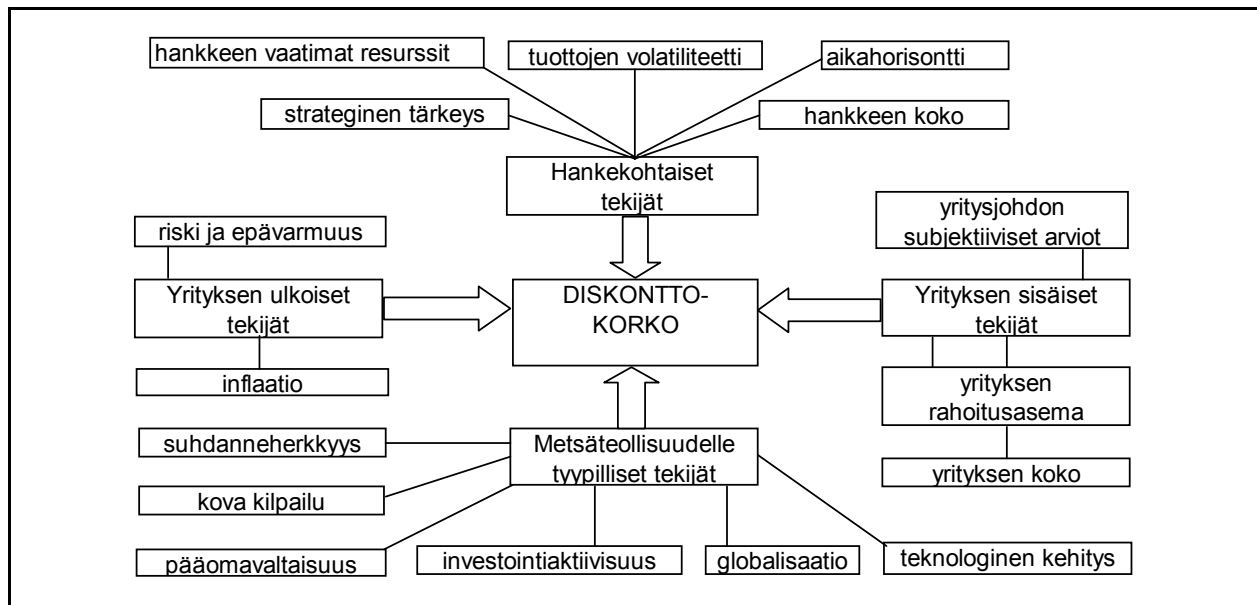 hankkeen vaatimat resurssit
tuottojen volatiliteetti
aikahorisontti
strateginen tärkeys
hankkeen koko
Hankekohtaiset
tekijät
yritysjohdon
subjektiiviset arviot
riski ja epävarmuus
Yrityksen ulkoiset
tekijät
DISKONTTO-
KORKO
Yrityksen sisäiset
tekijät
inflaatio
yrityksen
rahoitusasema
suhdanneherkkyys
Metsäteollisuudelle
tyypilliset tekijät
yrityksen koko
kova kilpailu
pääomavaltaisuus
investointiaktiivisuus
globalisaatio
teknologinen kehitys